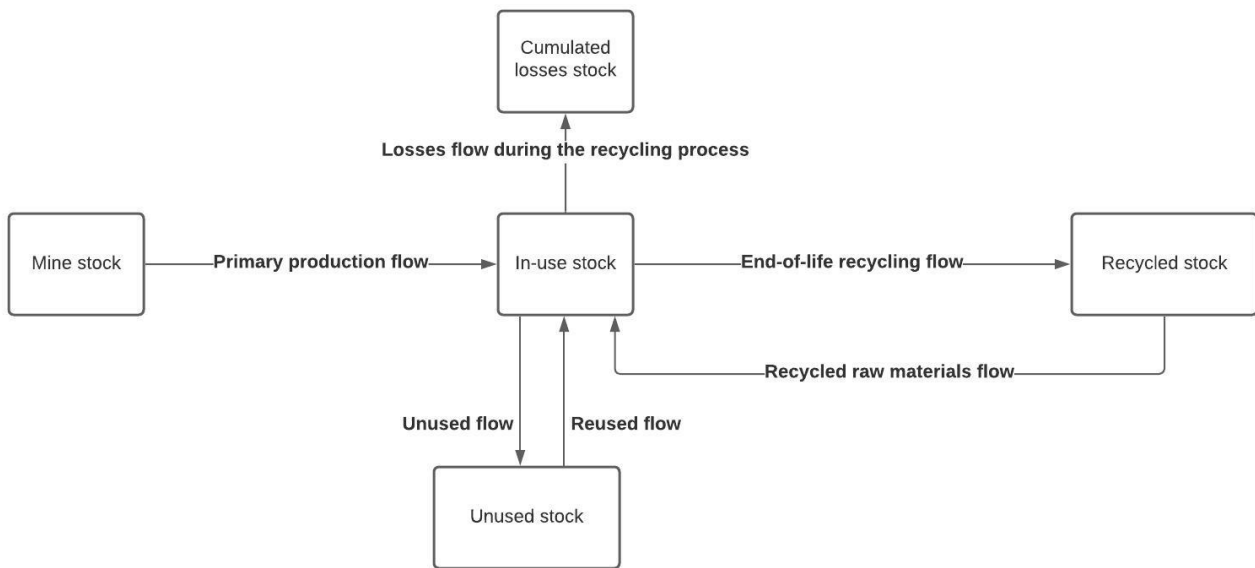 Cumulated
losses stock
Losses flow during the recycling process
Mine stock
Primary production flow
In-use stock
End-of-life recycling flow
Recycled stock
Recycled raw materials flow
Unused flow
Reused flow
Unused stock